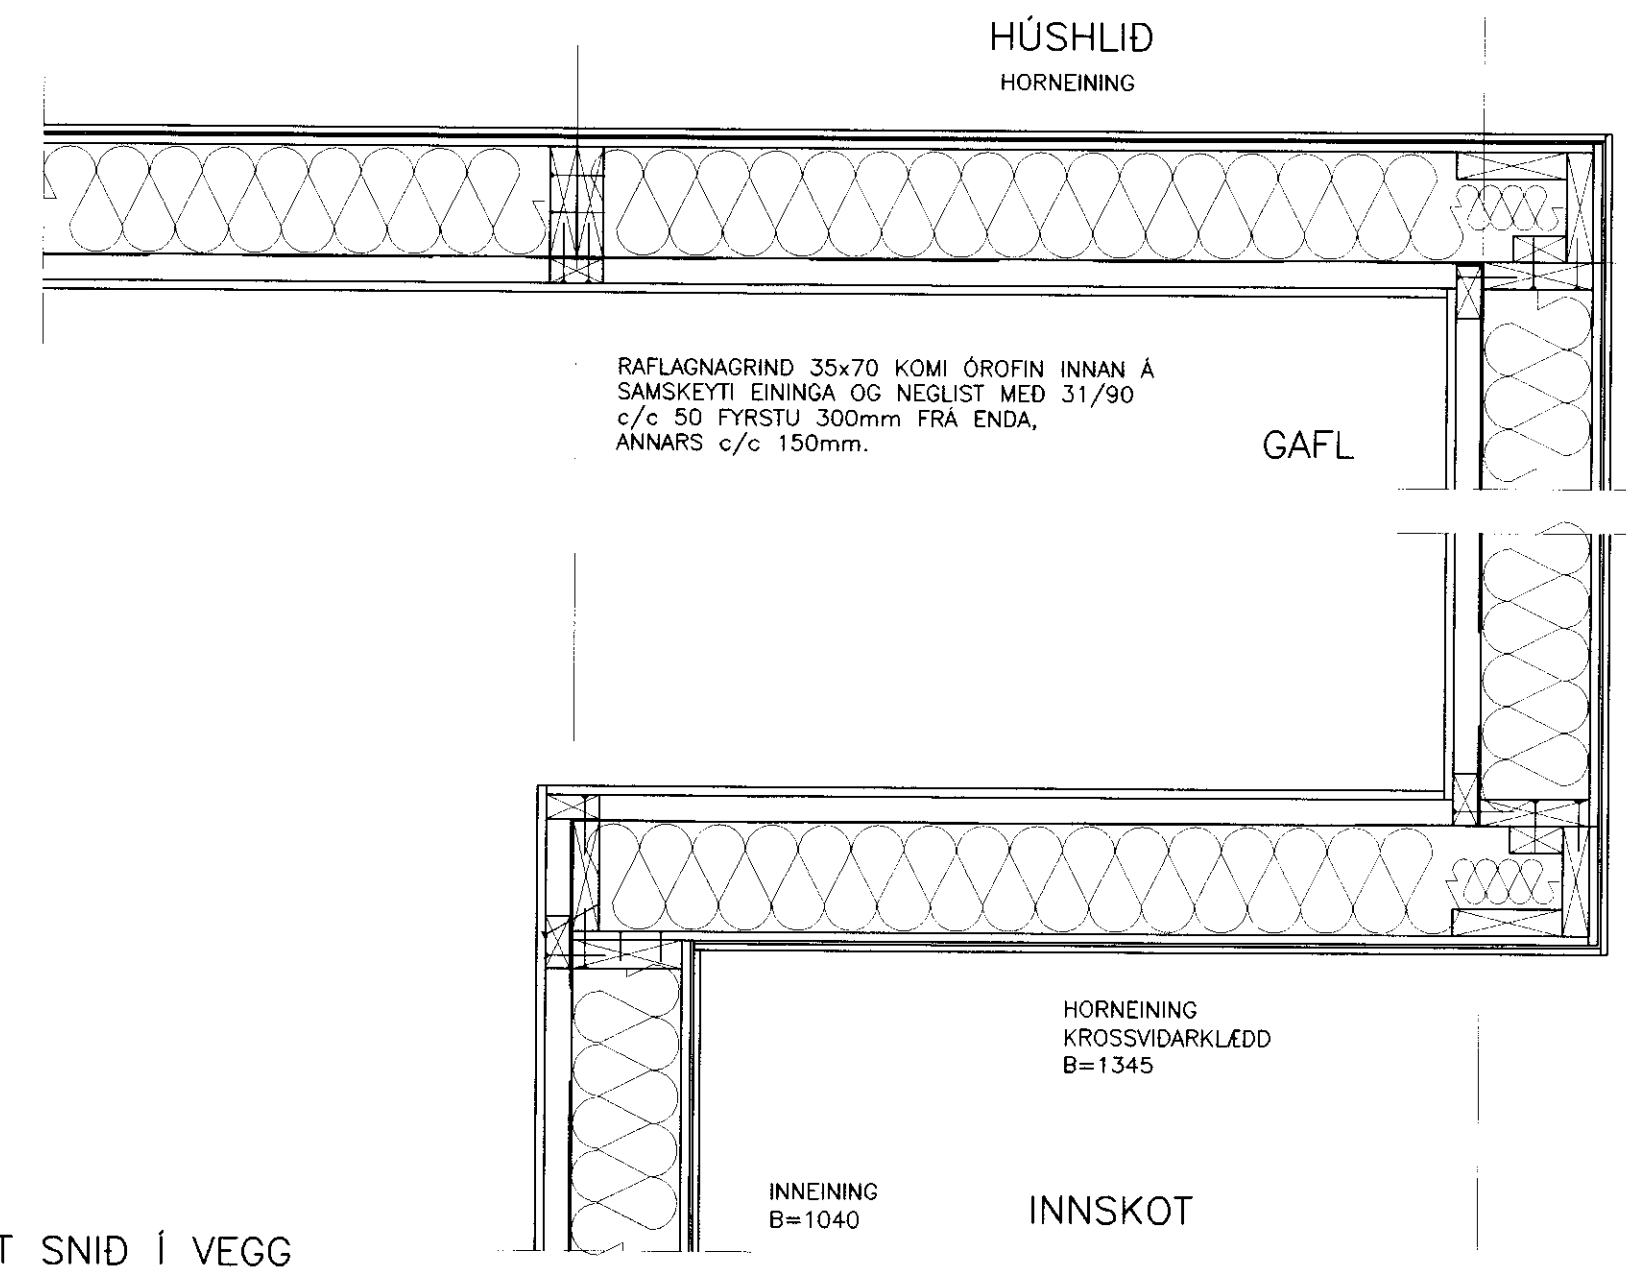 HÚSHLIÐ
HORNEINING
RAFLAGNAGRIND 35x70 KOMI ÓROFIN INNAN Á
SAMSKEYTI EININGA OG NEGLIST MEÐ 31/90
c/c 50 FYRSTU 300mm FRÁ ENDA,
ANNARS c/c 150mm.
GAFL
HORNEINING
KROSSVIÐARKLÆDD
B=1345
INNEINING
B=1040
INNSKOT
T SNIÐ Í VEGG